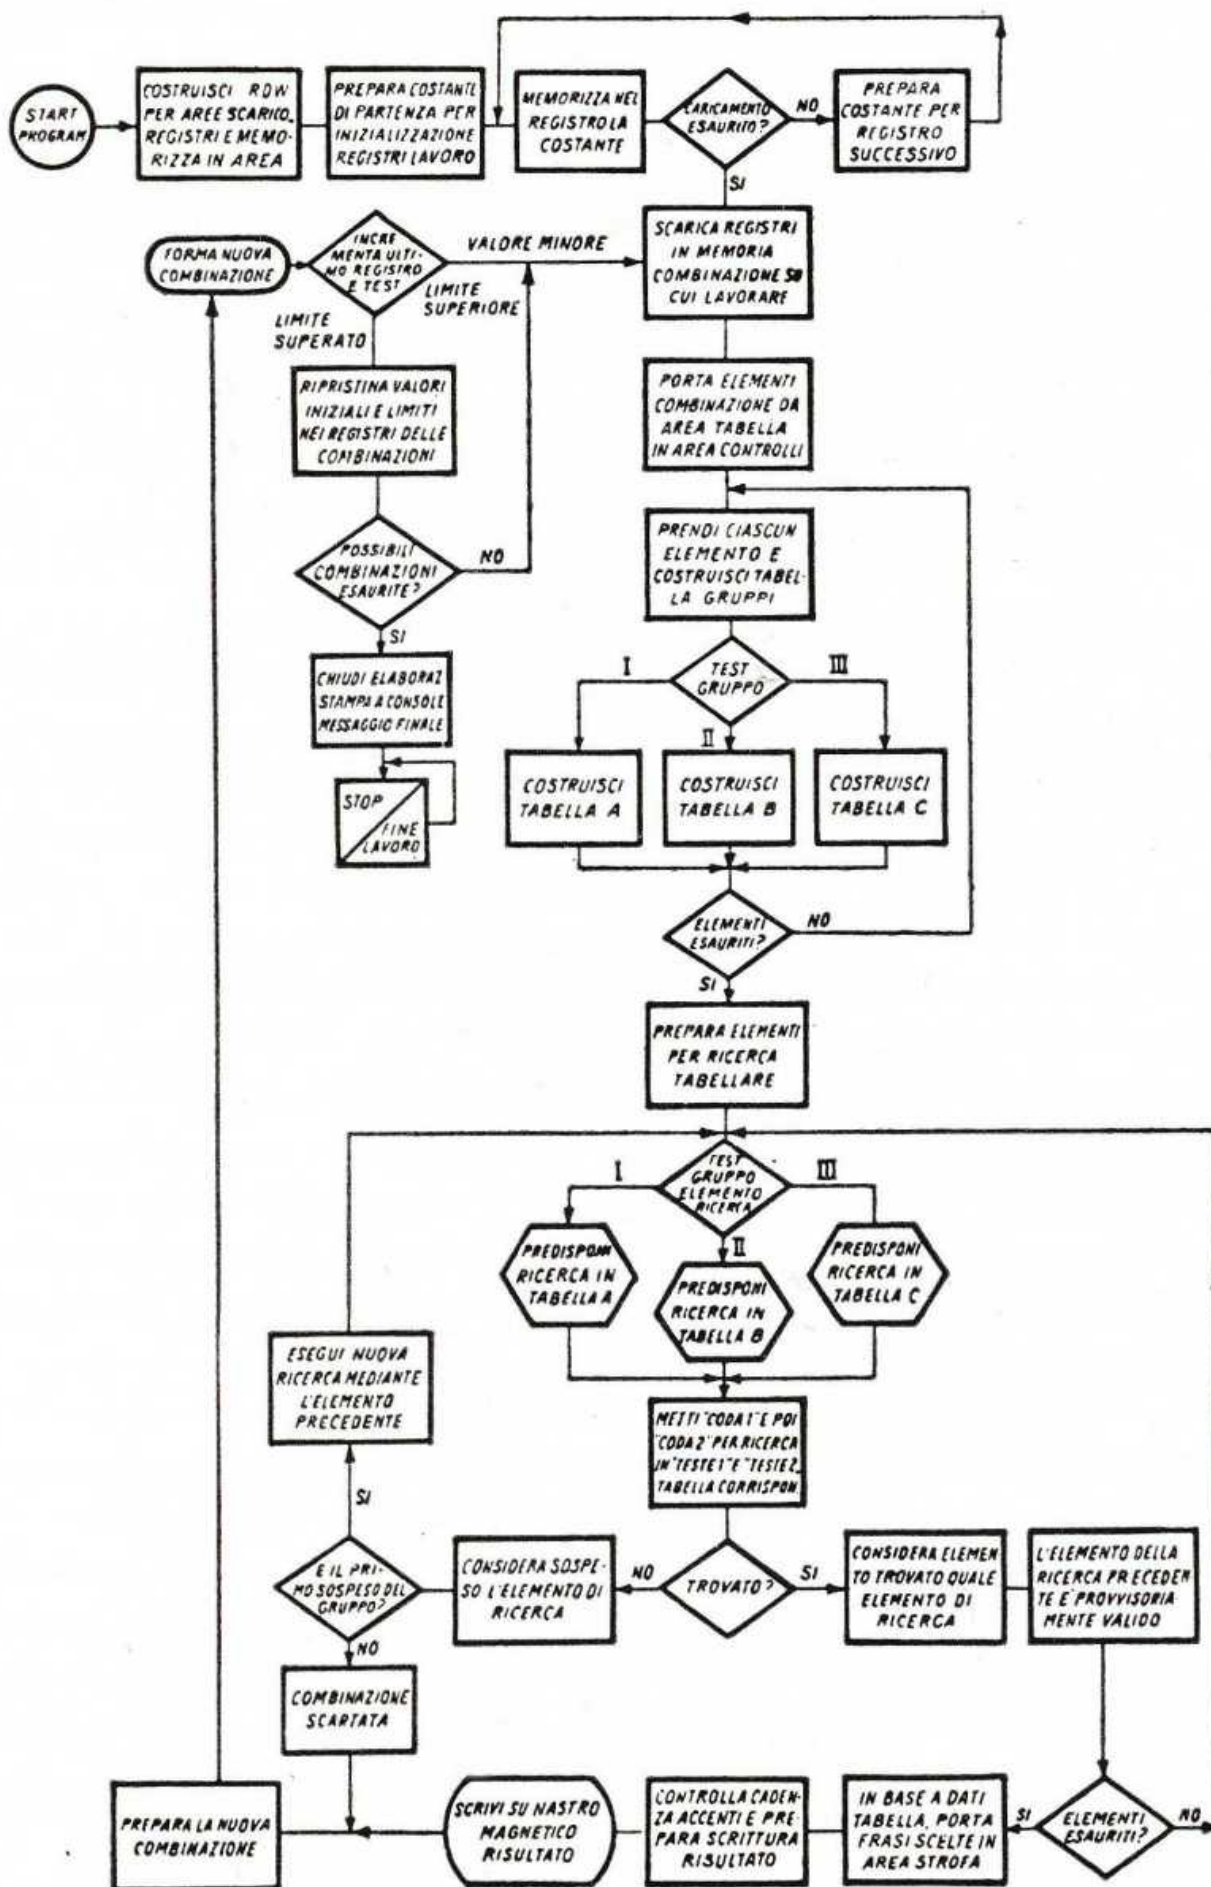 START
PROGRAM
COSTRUISCI RDW
PER AREE SCARICO
REGISTRI E MEMO-
RIZZA IN AREA
PREPARA COSTANTE
DI PARTENZA PER
INIZIALIZZAZIONE
REGISTRI LAVORO
MEMORIZZA NEL
REGISTRO LA
COSTANTE
CARICAMENTO
ESAURITO?
NO
PREPARA
COSTANTE PER
REGISTRO
SUCCESSIVO
SI
FORMA NUOVA
COMBINAZIONE
INCRE
MENTA ULTI-
MO REGISTRO
E TEST
VALORE MINORE
LIMITE
SUPERIORE
LIMITE
SUPERATO
SCARICA REGISTRI
IN MEMORIA
COMBINAZIONE SU
CUI LAVORARE
RIPRISTINA VALORI
INIZIALI E LIMITI
NEI REGISTRI DELLE
COMBINAZIONI
PORTA ELEMENTI
COMBINAZIONE DA
AREA TABELLA
IN AREA CONTROLLI
POSSIBILI
COMBINAZIONI
ESAURITE?
NO
SI
PRENDI CIASCUN
ELEMENTO E
COSTRUISCI TABEL-
LA GRUPPI
CHIUDI ELABORAZ
STAMPA A CONSOLE
MESSAGGIO FINALE
STOP
FINE
LAVORO
I
TEST
GRUPPO
III
II
COSTRUISCI
TABELLA A
COSTRUISCI
TABELLA B
COSTRUISCI
TABELLA C
ELEMENTI
ESAURITI?
NO
SI
PREPARA ELEMENTI
PER RICERCA
TABELLARE
I
TEST
GRUPPO
ELEMENTO
RICERCA
III
II
PREDISPONI
RICERCA IN
TABELLA A
PREDISPONI
RICERCA IN
TABELLA B
PREDISPONI
RICERCA IN
TABELLA C
ESEGUI NUOVA
RICERCA MEDIANTE
L'ELEMENTO
PRECEDENTE
METTI "CODA 1" E POI
"CODA 2" PER RICERCA
IN "TESTE 1" E "TESTE 2"
TABELLA CORRISPON.
SI
E IL PRI-
MO SOSPESO DEL
GRUPPO?
CONSIDERA SOSPE-
SO L'ELEMENTO DI
RICERCA
NO
TROVATO?
SI
CONSIDERA ELEMEN
TO TROVATO QUALE
ELEMENTO DI
RICERCA
L'ELEMENTO DELLA
RICERCA PRECEDEN
TE E' PROVVISORIA
MENTE VALIDO
NO
COMBINAZIONE
SCARTATA
PREPARA LA NUOVA
COMBINAZIONE
SCRIVI SU NASTRO
MAGNETICO
RISULTATO
CONTROLLA CADEN-
ZA ACCENTI E PRE-
PARA SCRITTURA
RISULTATO
IN BASE A DATI
TABELLA, PORTA
FRASI SCELTE IN
AREA STROFA
SI
ELEMENTI
ESAURITI?
NO